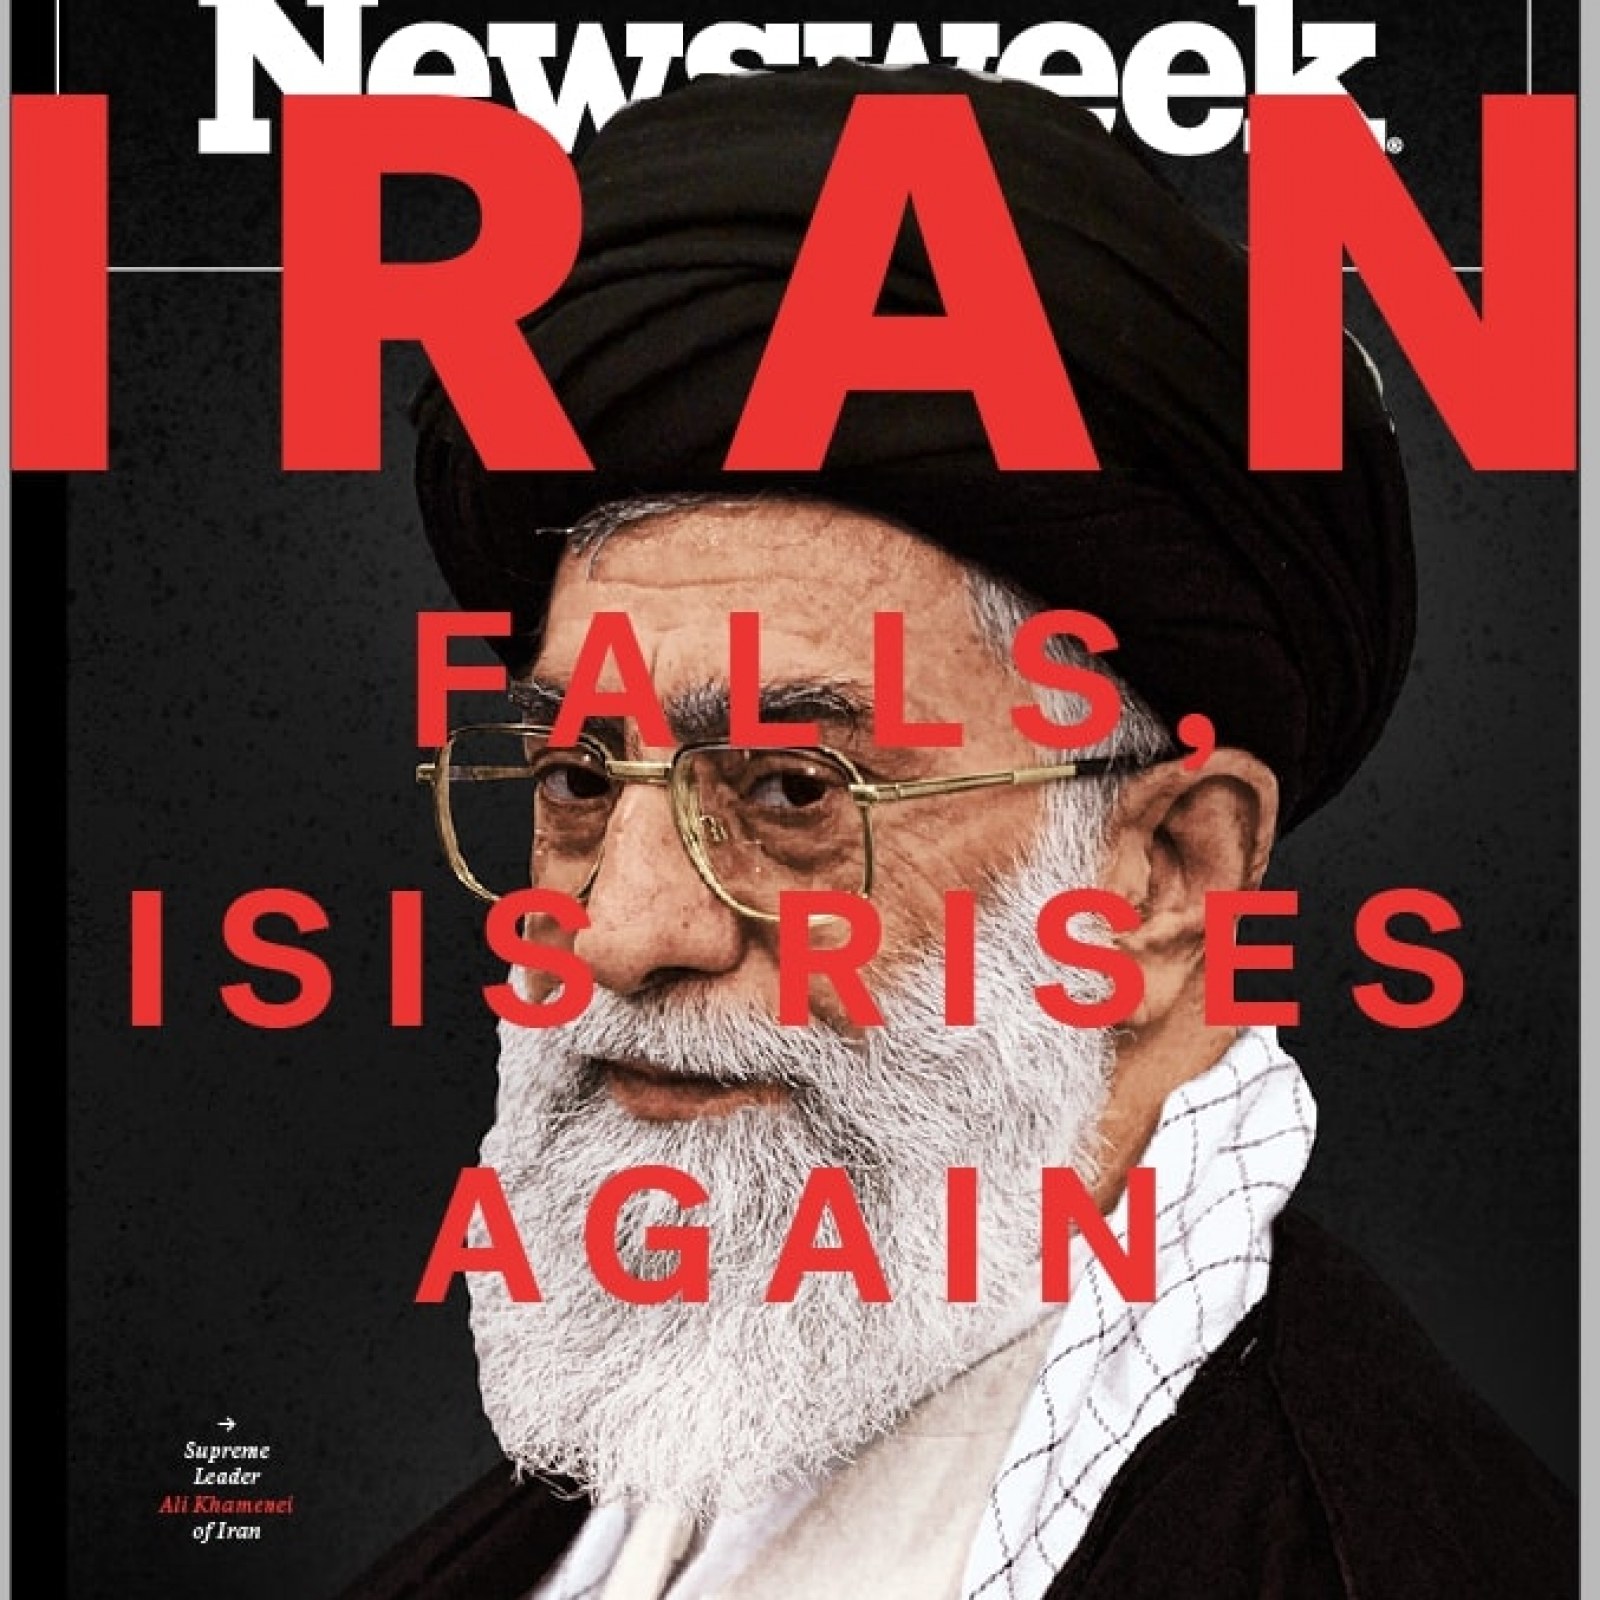 Newsweek®
IRAN
FALLS,
ISIS RISES
AGAIN
→
Supreme
Leader
Ali Khamenei
of Iran